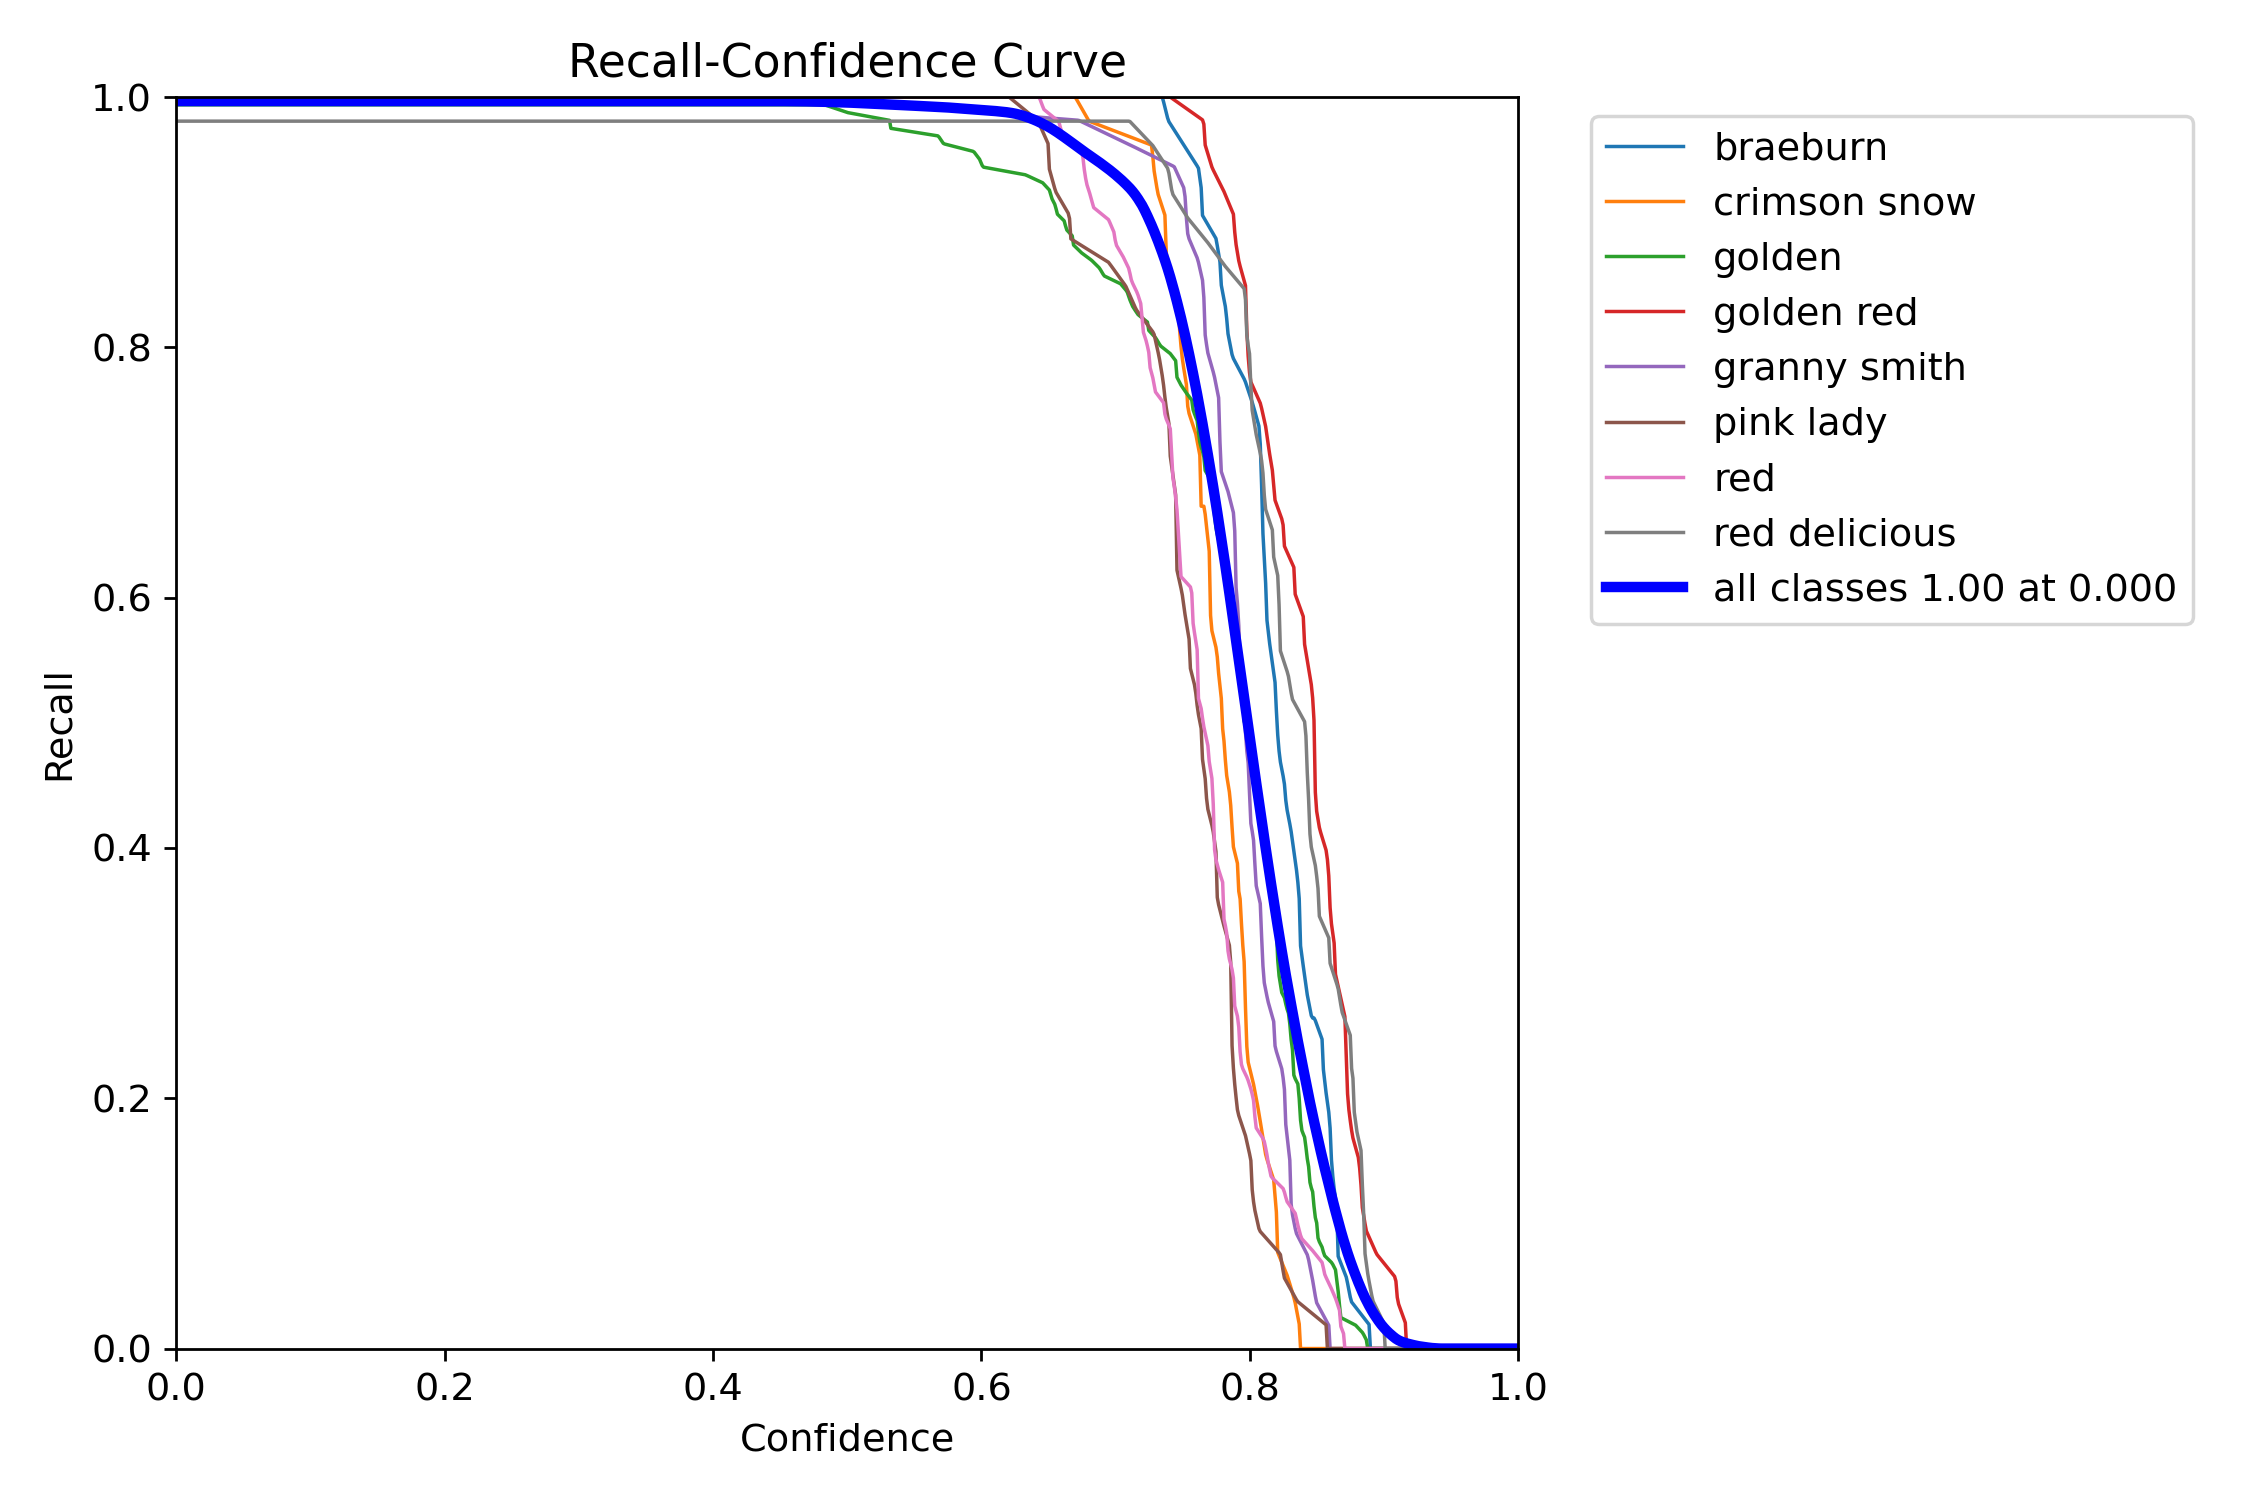 Recall-Confidence Curve
1.0
0.8
0.6
0.4
0.2
0.0
Recall
0.0 0.2 0.4 0.6 0.8 1.0
Confidence
braeburn
crimson snow
golden
golden red
granny smith
pink lady
red
red delicious
all classes 1.00 at 0.000